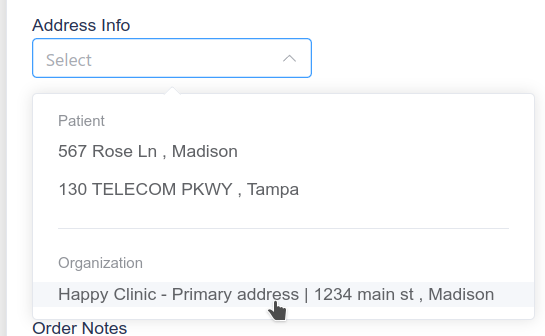 Address Info
Select
Patient
567 Rose Ln , Madison
130 TELECOM PKWY , Tampa
Organization
Happy Clinic - Primary address | 1234 main st , Madison
Order Notes